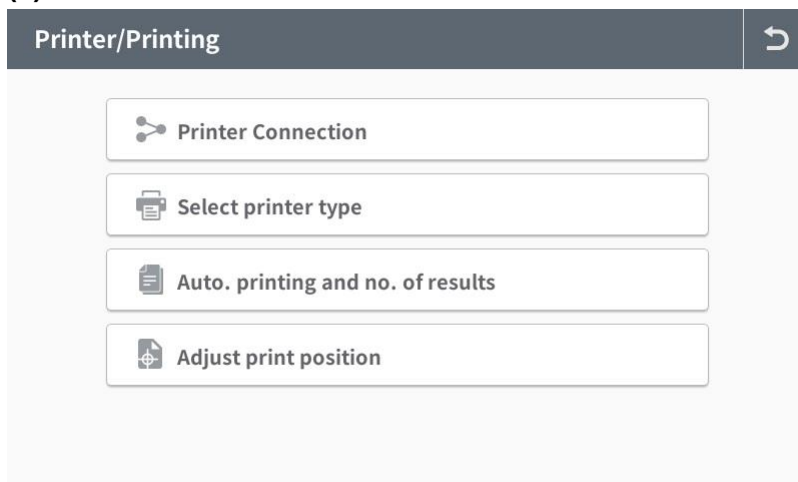 Printer/Printing
Printer Connection
Select printer type
Auto. printing and no. of results
Adjust print position